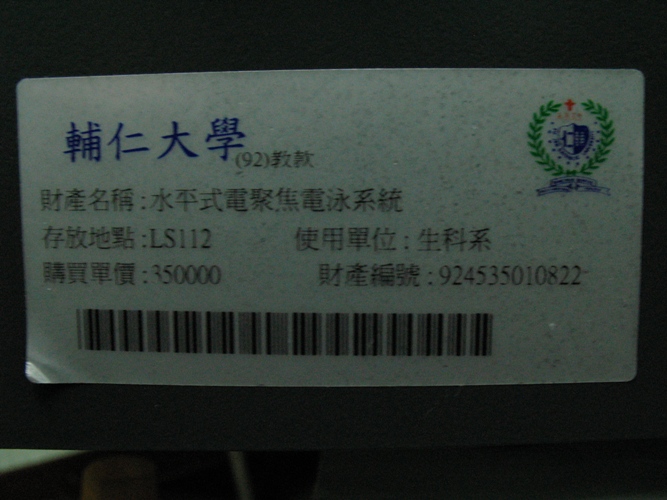 輔仁大學(92)教款
財產名稱:水平式電聚焦電泳系統
存放地點:LS112 使用單位:生科系
購買單價:350000 財產編號:924535010822